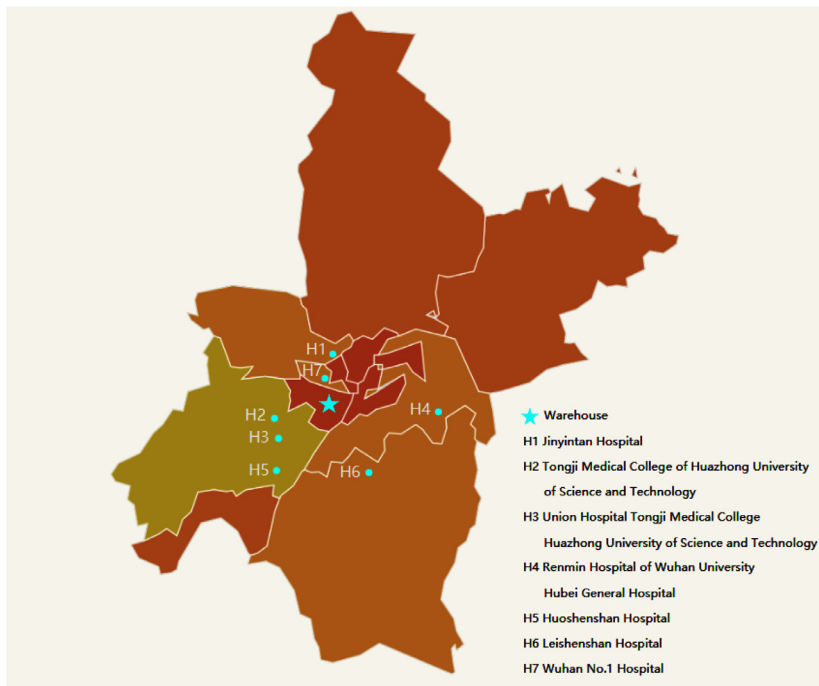 H1
H7
H2
H4
H3
H5
H6
Warehouse
H1 Jinyintan Hospital
H2 Tongji Medical College of Huazhong University
of Science and Technology
H3 Union Hospital Tongji Medical College
Huazhong University of Science and Technology
H4 Renmin Hospital of Wuhan University
Hubei General Hospital
H5 Huoshenshan Hospital
H6 Leishenshan Hospital
H7 Wuhan No.1 Hospital